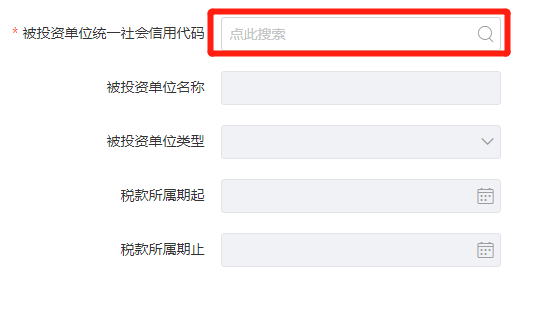 * 被投资单位统一社会信用代码 点此搜索
被投资单位名称
被投资单位类型
税款所属期起
税款所属期止